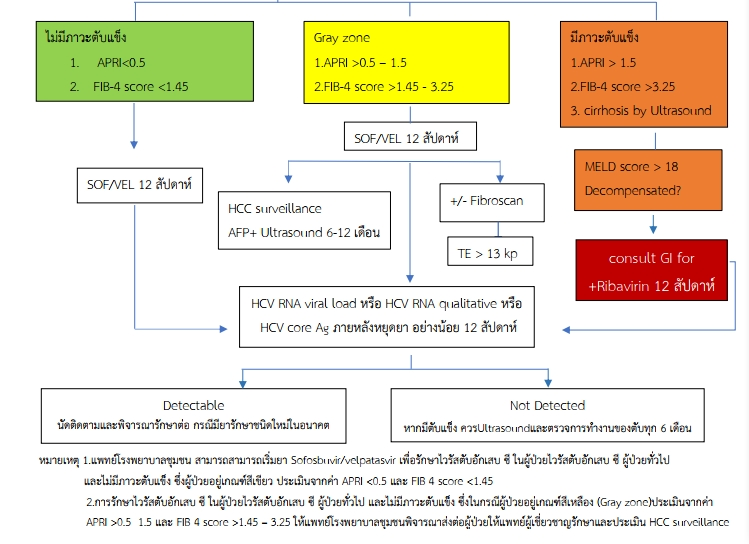 ไม่มีภาวะตับแข็ง
1. APRI<0.5
2. FIB-4 score <1.45
Gray zone
1.APRI >0.5 – 1.5
2.FIB-4 score >1.45 - 3.25
มีภาวะตับแข็ง
1.APRI > 1.5
2.FIB-4 score >3.25
3. cirrhosis by Ultrasound
SOF/VEL 12 สัปดาห์
SOF/VEL 12 สัปดาห์
MELD score > 18
Decompensated?
HCC surveillance
AFP+ Ultrasound 6-12 เดือน
+/- Fibroscan
TE > 13 kp
consult GI for
+Ribavirin 12 สัปดาห์
HCV RNA viral load หรือ HCV RNA qualitative หรือ
HCV core Ag ภายหลังหยุดยา อย่างน้อย 12 สัปดาห์
Detectable
นัดติดตามและพิจารณารักษาต่อ กรณีมียารักษาชนิดใหม่ในอนาคต
Not Detected
หากมีตับแข็ง ควรUltrasoundและตรวจการทำงานของตับทุก 6 เดือน
หมายเหตุ 1.แพทย์โรงพยาบาลชุมชน สามารถสามารถเริ่มยา Sofosbuvir/velpatasvir เพื่อรักษาไวรัสตับอักเสบ ซี ในผู้ป่วยไวรัสตับอักเสบ ซี ผู้ป่วยทั่วไป
และไม่มีภาวะตับแข็ง ซึ่งผู้ป่วยอยู่เกณฑ์สีเขียว ประเมินจากค่า APRI <0.5 และ FIB 4 score <1.45
2.การรักษาไวรัสตับอักเสบ ซี ในผู้ป่วยไวรัสตับอักเสบ ซี ผู้ป่วยทั่วไป และไม่มีภาวะตับแข็ง ซึ่งในกรณีผู้ป่วยอยู่เกณฑ์สีเหลือง (Gray zone)ประเมินจากค่า
APRI >0.5 1.5 และ FIB 4 score >1.45 – 3.25 ให้แพทย์โรงพยาบาลชุมชนพิจารณาส่งต่อผู้ป่วยให้แพทย์ผู้เชี่ยวชาญรักษาและประเมิน HCC surveillance